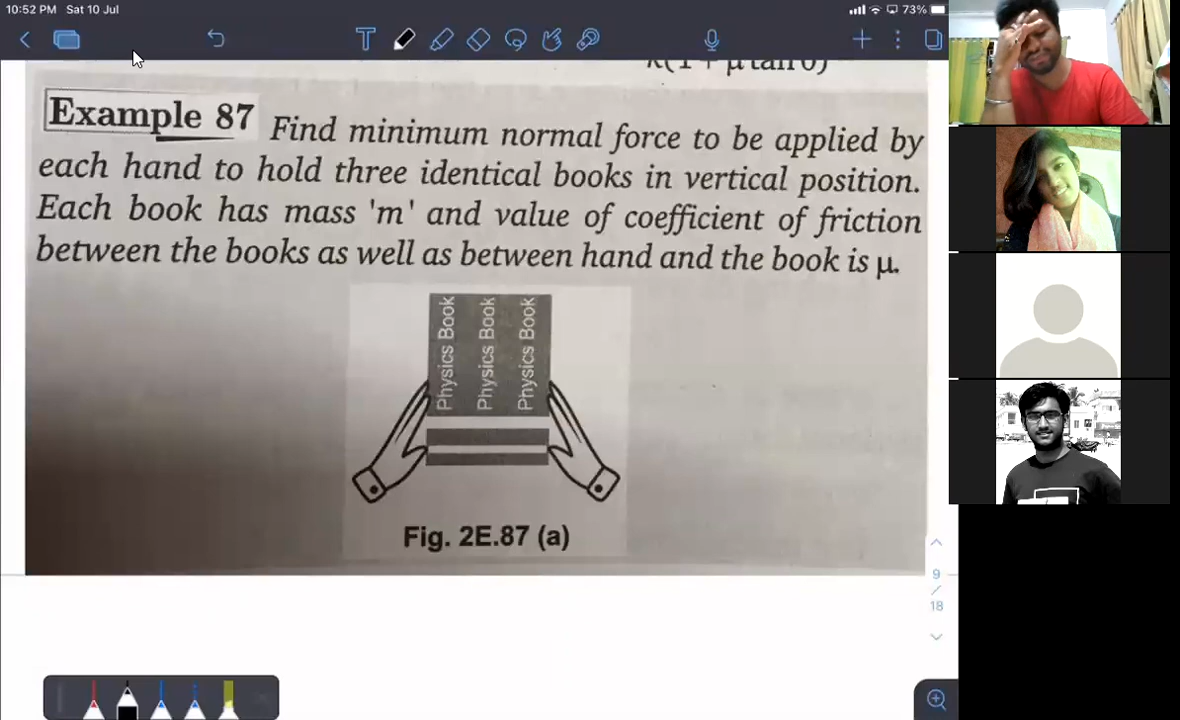 10:52 PM Sat 10 Jul
73%
T
Example 87 Find minimum normal force to be applied by
each hand to hold three identical books in vertical position.
Each book has mass 'm' and value of coefficient of friction
between the books as well as between hand and the book is μ.
Physics Book
Physics Book
Physics Book
Fig. 2E.87 (a)
9
/
18